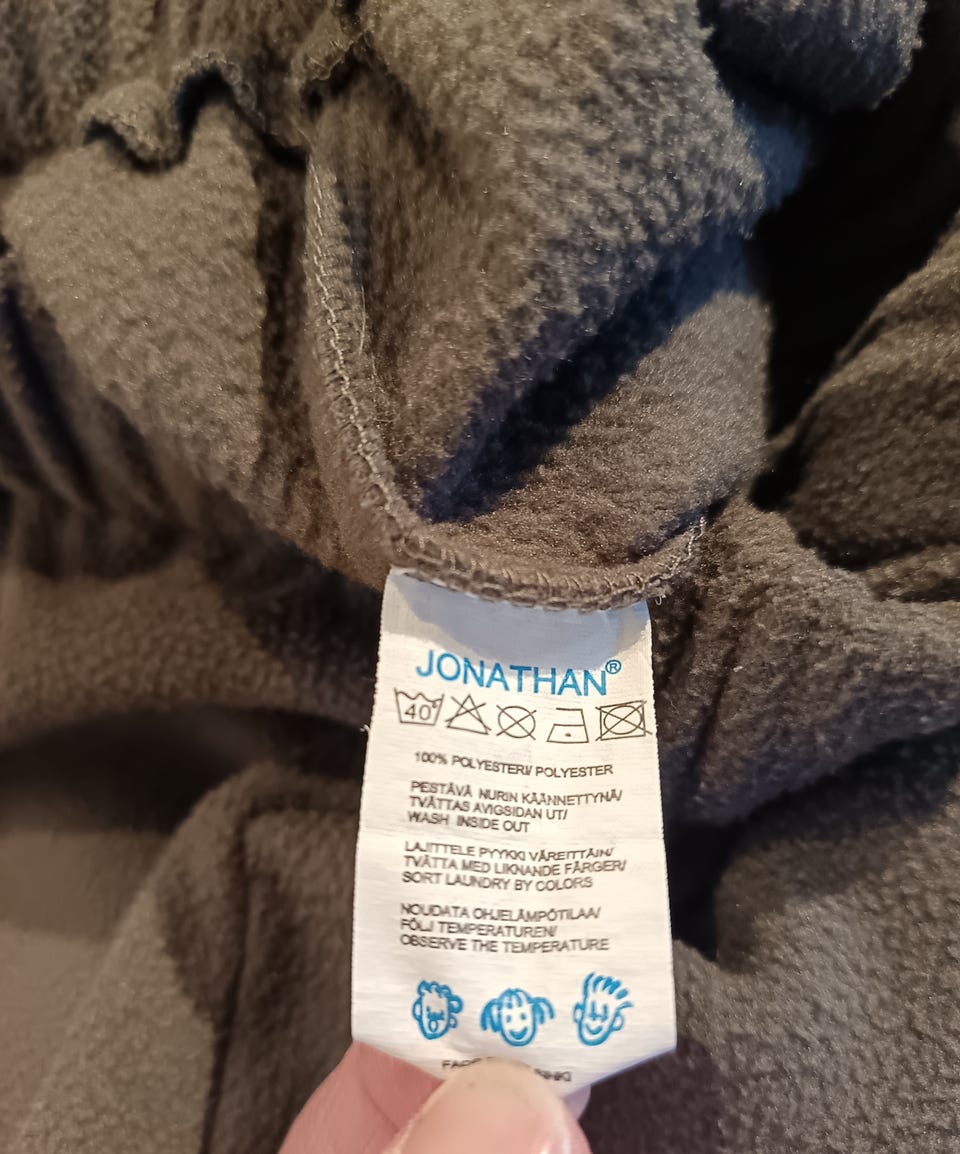 JONATHAN®
40
100% POLYESTERI/ POLYESTER
PESTÄVÄ NURIN KÄÄNNETTYNÄ/
TVÄTTAS AVIGSIDAN UT/
WASH INSIDE OUT
LAJITTELE PYYKKI VÄREITTÄIN/
TVÄTTA MED LIKNANDE FÄRGER/
SORT LAUNDRY BY COLORS
NOUDATA OHJELÄMPÖTILAA/
FÖLJ TEMPERATUREN/
OBSERVE THE TEMPERATURE